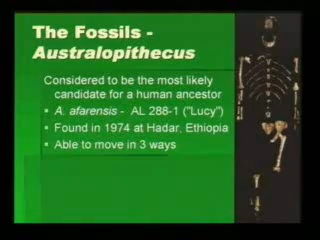 The Fossils -
Australopithecus
Considered to be the most likely
candidate for a human ancestor
A. afarensis - AL 288-1 ("Lucy")
Found in 1974 at Hadar, Ethiopia
Able to move in 3 ways